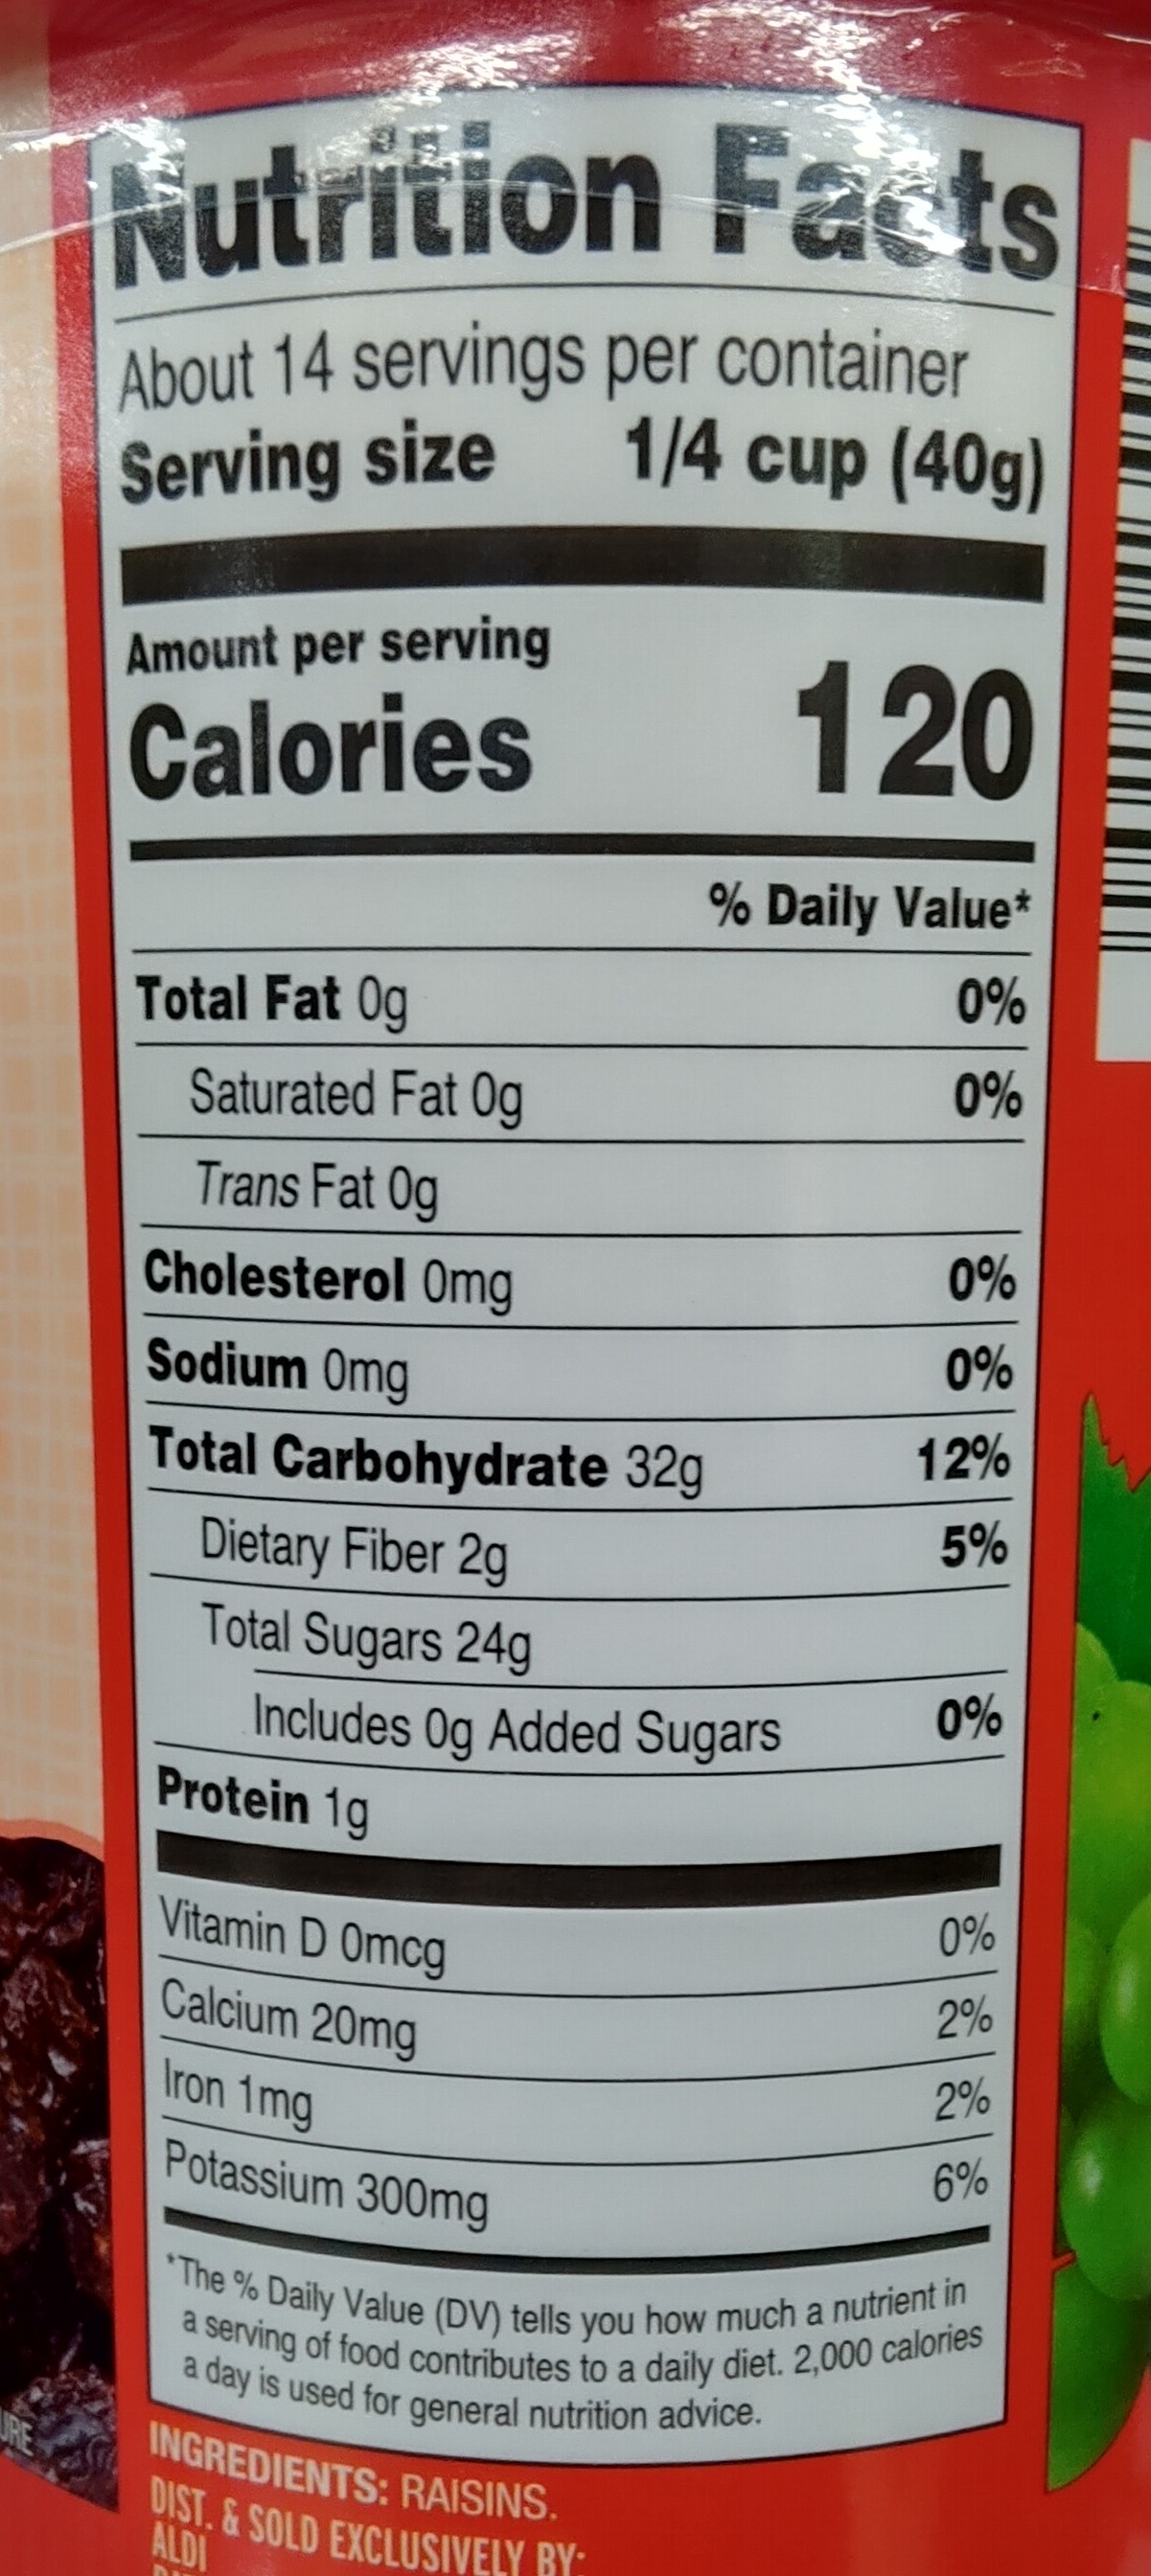 Nutrition Facts
About 14 servings per container
Serving size 1/4 cup (40g)
Amount per serving
Calories 120
% Daily Value*
Total Fat 0g 0%
Saturated Fat 0g 0%
Trans Fat 0g
Cholesterol 0mg 0%
Sodium 0mg 0%
Total Carbohydrate 32g 12%
Dietary Fiber 2g 5%
Total Sugars 24g
Includes 0g Added Sugars 0%
Protein 1g
Vitamin D 0mcg 0%
Calcium 20mg 2%
Iron 1mg 2%
Potassium 300mg 6%
*The % Daily Value (DV) tells you how much a nutrient in
a serving of food contributes to a daily diet. 2,000 calories
a day is used for general nutrition advice.
INGREDIENTS: RAISINS.
DIST. & SOLD EXCLUSIVELY BY:
ALDI